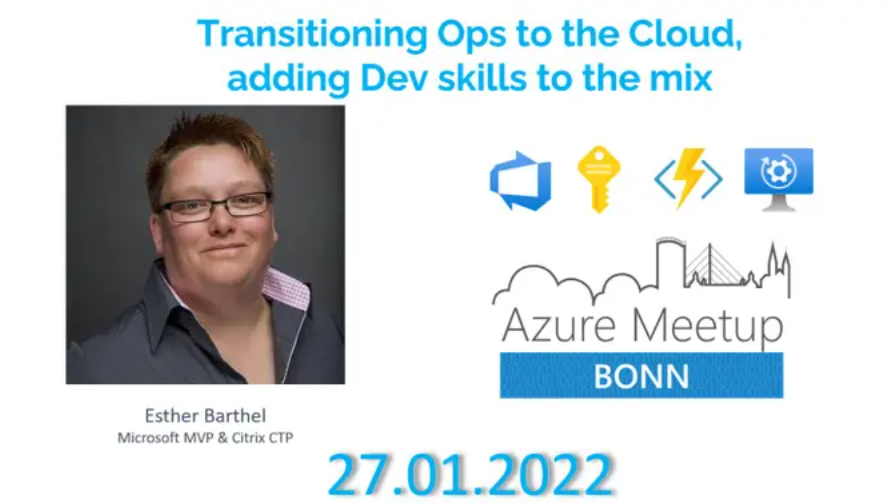 Transitioning Ops to the Cloud,
adding Dev skills to the mix
Azure Meetup
BONN
Esther Barthel
Microsoft MVP & Citrix CTP
27.01.2022